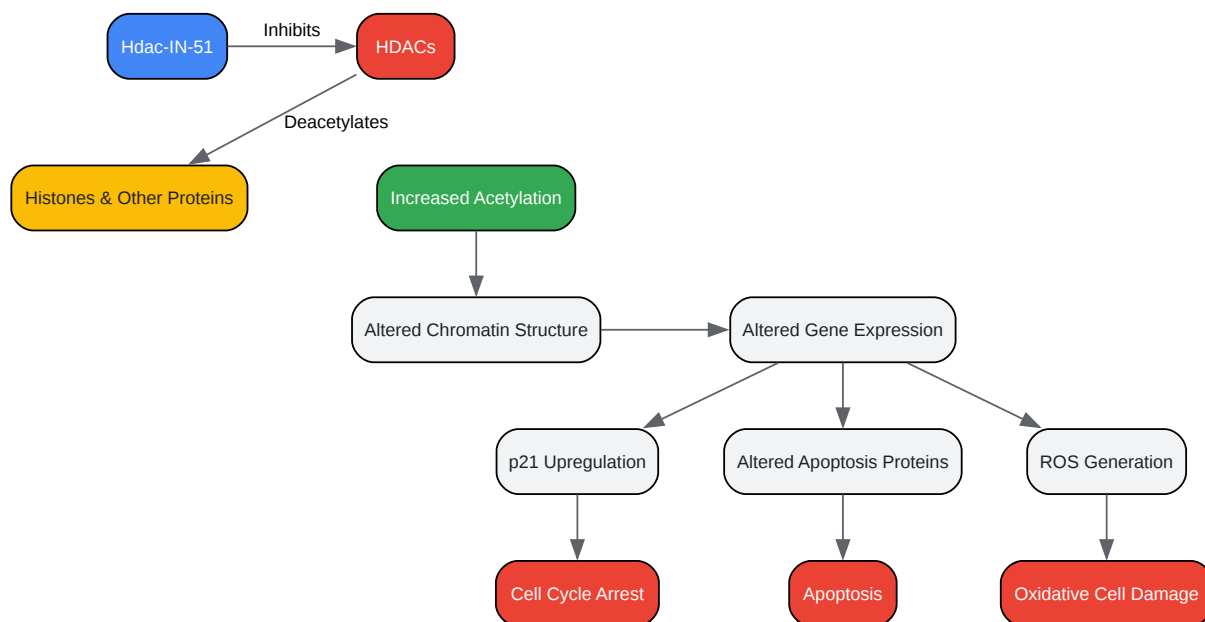 Hdac-IN-51
Inhibits
HDACs
Deacetylates
Histones & Other Proteins
Increased Acetylation
Altered Chromatin Structure
Altered Gene Expression
p21 Upregulation
Altered Apoptosis Proteins
ROS Generation
Cell Cycle Arrest
Apoptosis
Oxidative Cell Damage